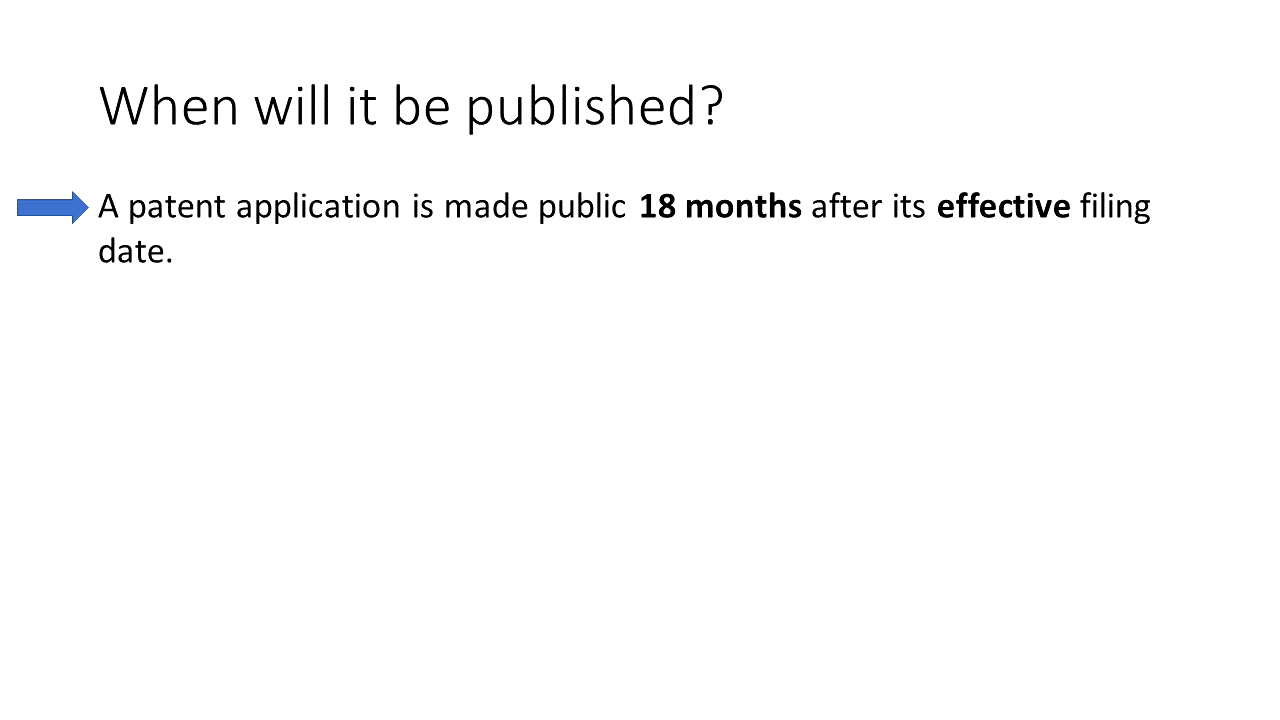 When will it be published?
A patent application is made public 18 months after its effective filing
date.